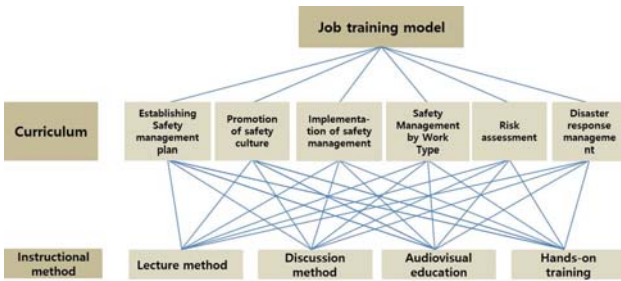 Job training model
Curriculum
Establishing
Safety
management
plan
Promotion
of safety
culture
Implementa-
tion of safety
management
Safety
Management
by Work
Type
Risk
assessment
Disaster
response
manageme
nt
Instructional
method
Lecture method
Discussion
method
Audiovisual
education
Hands-on
training